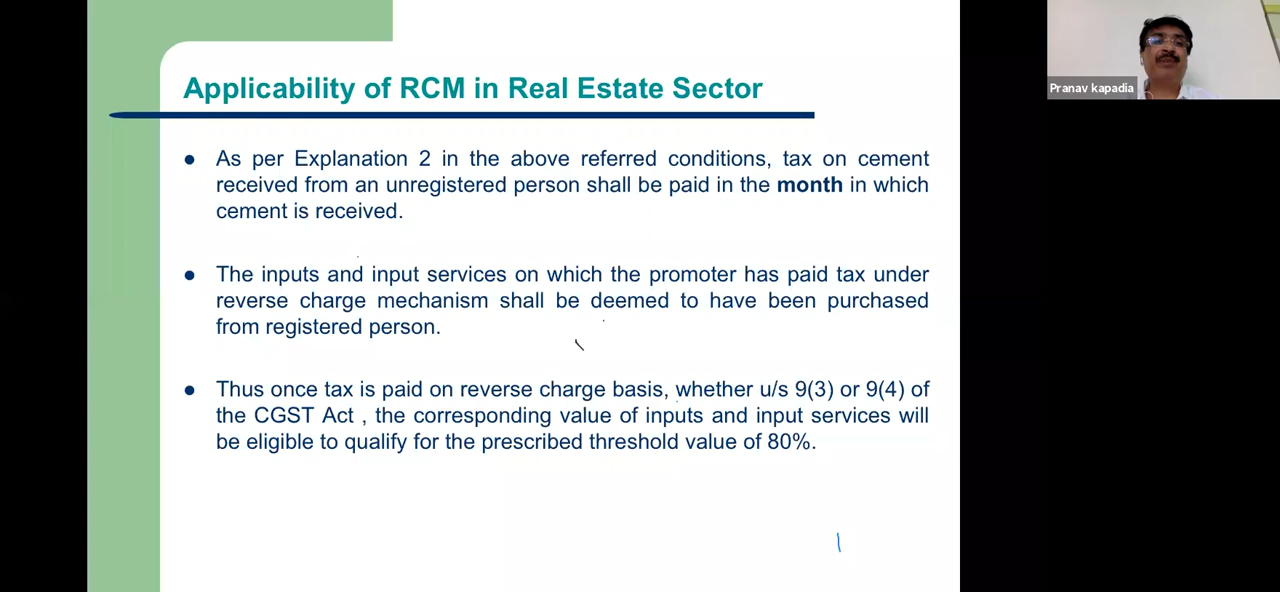 Applicability of RCM in Real Estate Sector
As per Explanation 2 in the above referred conditions, tax on cement
received from an unregistered person shall be paid in the month in which
cement is received.
The inputs and input services on which the promoter has paid tax under
reverse charge mechanism shall be deemed to have been purchased
from registered person.
Thus once tax is paid on reverse charge basis, whether u/s 9(3) or 9(4) of
the CGST Act , the corresponding value of inputs and input services will
be eligible to qualify for the prescribed threshold value of 80%.
Pranav kapadia